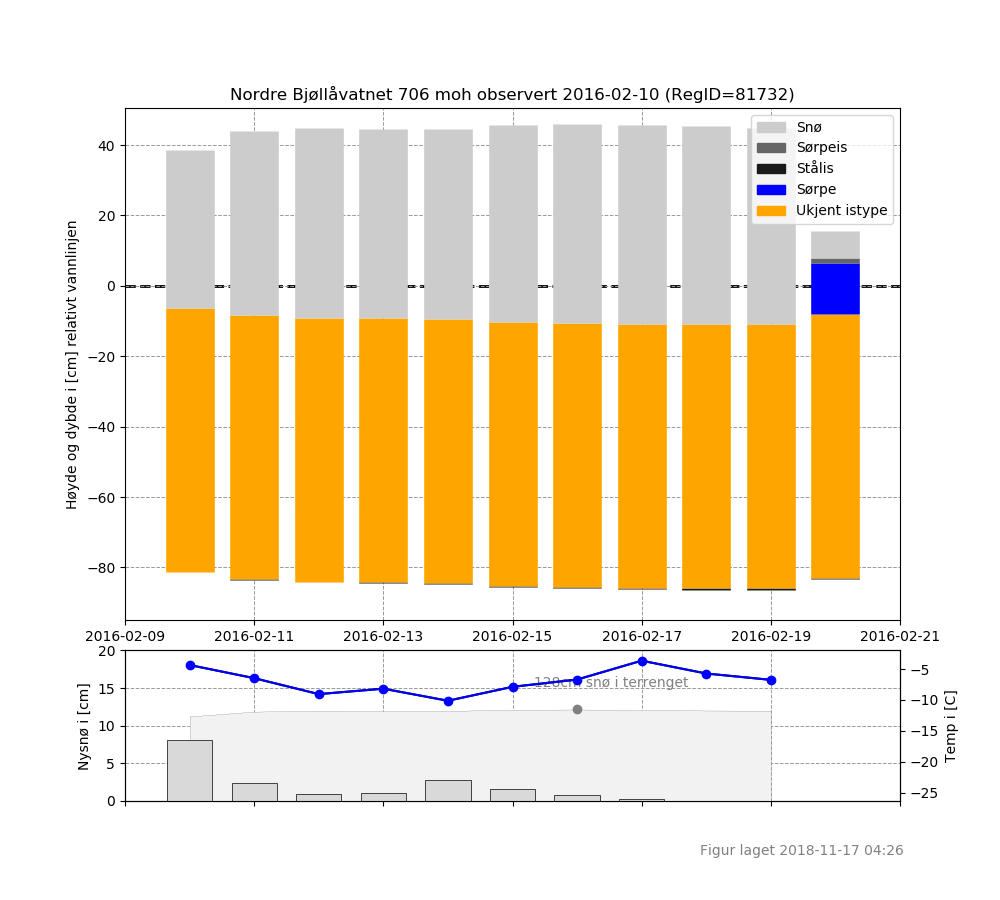 Nordre Bjøllåvatnet 706 moh observert 2016-02-10 (RegID=81732)
Snø
Sørpeis
Stålis
Sørpe
Ukjent istype
Høyde og dybde i [cm] relativt vannlinjen
40
20
0
−20
−40
−60
−80
2016-02-09 2016-02-11 2016-02-13 2016-02-15 2016-02-17 2016-02-19 2016-02-21
Nysnø i [cm]
20
15
10
5
0
128cm snø i terrenget
−5
−10
−15
−20
−25
Temp i [C]
Figur laget 2018-11-17 04:26